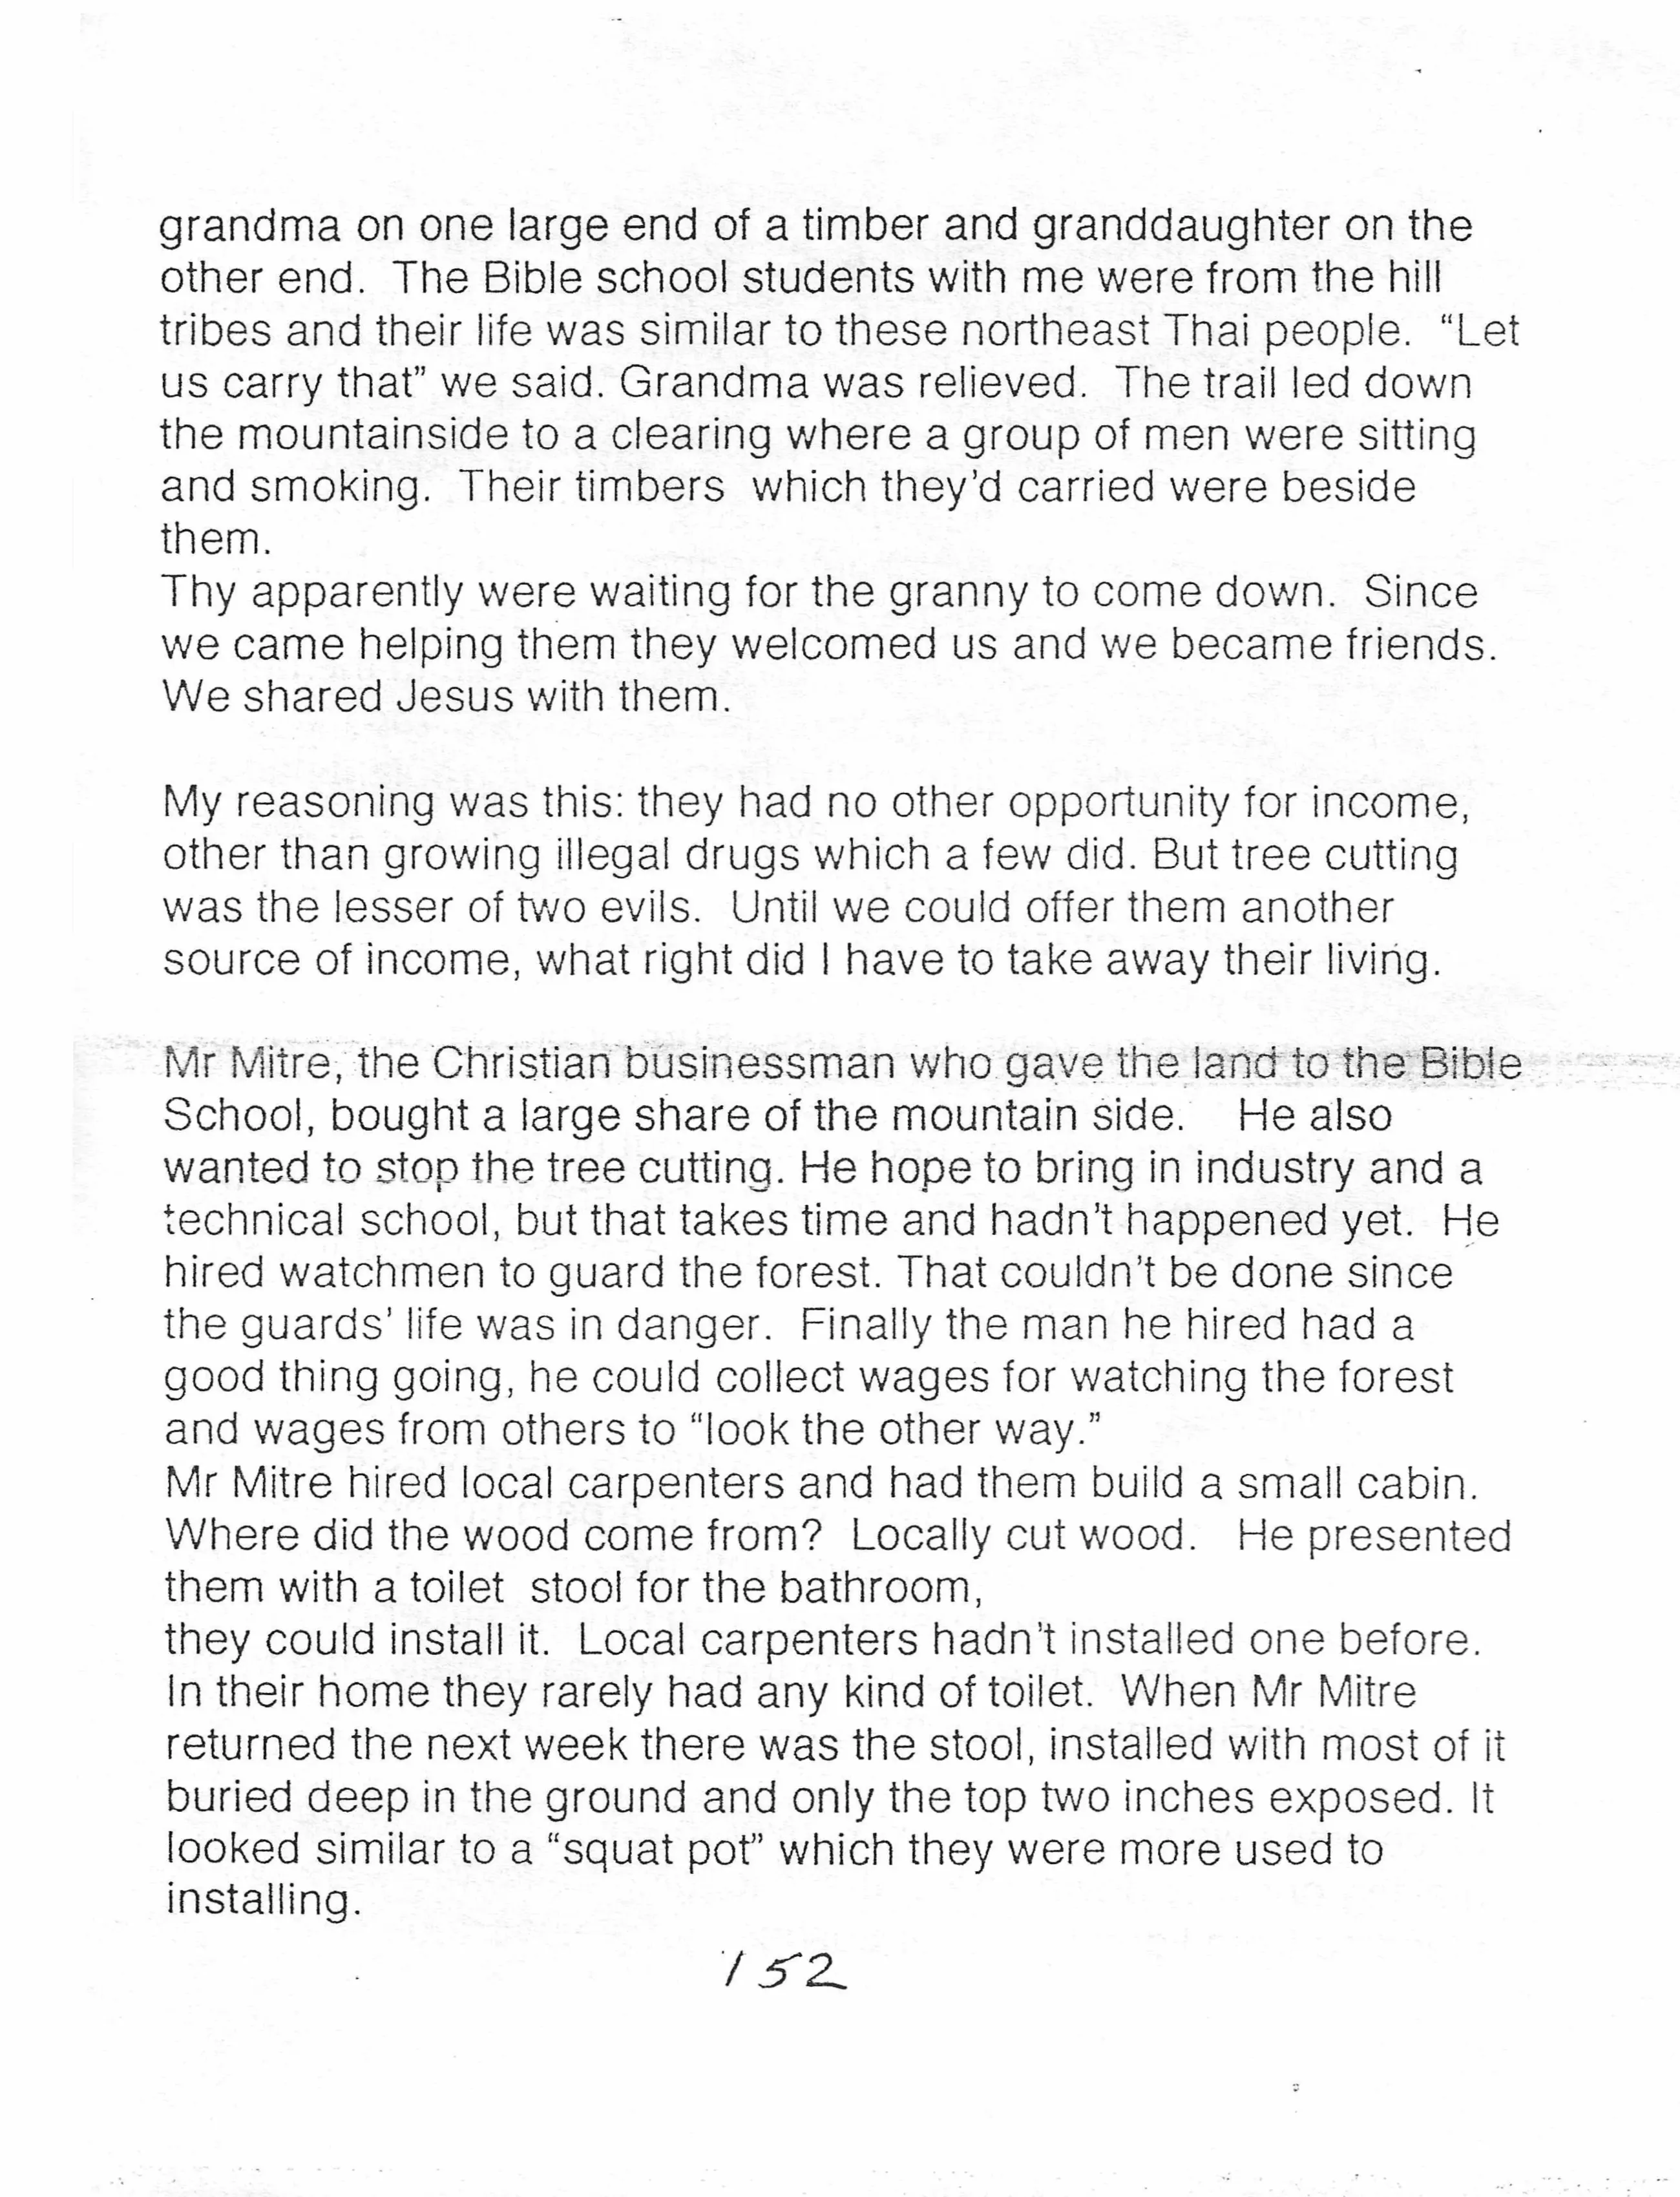 grandma on one large end of a timber and granddaughter on the
other end.  The Bible school students with me were from the hill
tribes and their life was similar to these northeast Thai people.  “Let
us carry that” we said. Grandma was relieved.  The trail led down
the mountainside to a clearing where a group of men were sitting
and smoking.  Their timbers  which they’d carried were beside
them.
Thy apparently were waiting for the granny to come down.  Since
we came helping them they welcomed us and we became friends.
We shared Jesus with them.

My reasoning was this: they had no other opportunity for income,
other than growing illegal drugs which a few did. But tree cutting
was the lesser of two evils.  Until we could offer them another
source of income, what right did I have to take away their living.

Mr Mitre, the Christian businessman who gave the land to the Bible
School, bought a large share of the mountain side.   He also
wanted to stop the tree cutting. He hope to bring in industry and a
technical school, but that takes time and hadn’t happened yet.  He
hired watchmen to guard the forest. That couldn’t be done since
the guards’ life was in danger.  Finally the man he hired had a
good thing going, he could collect wages for watching the forest
and wages from others to “look the other way.”
Mr Mitre hired local carpenters and had them build a small cabin.
Where did the wood come from?  Locally cut wood.   He presented
them with a toilet  stool for the bathroom,
they could install it.  Local carpenters hadn’t installed one before.
In their home they rarely had any kind of toilet.  When Mr Mitre
returned the next week there was the stool, installed with most of it
buried deep in the ground and only the top two inches exposed. It
looked similar to a “squat pot” which they were more used to
installing.
152